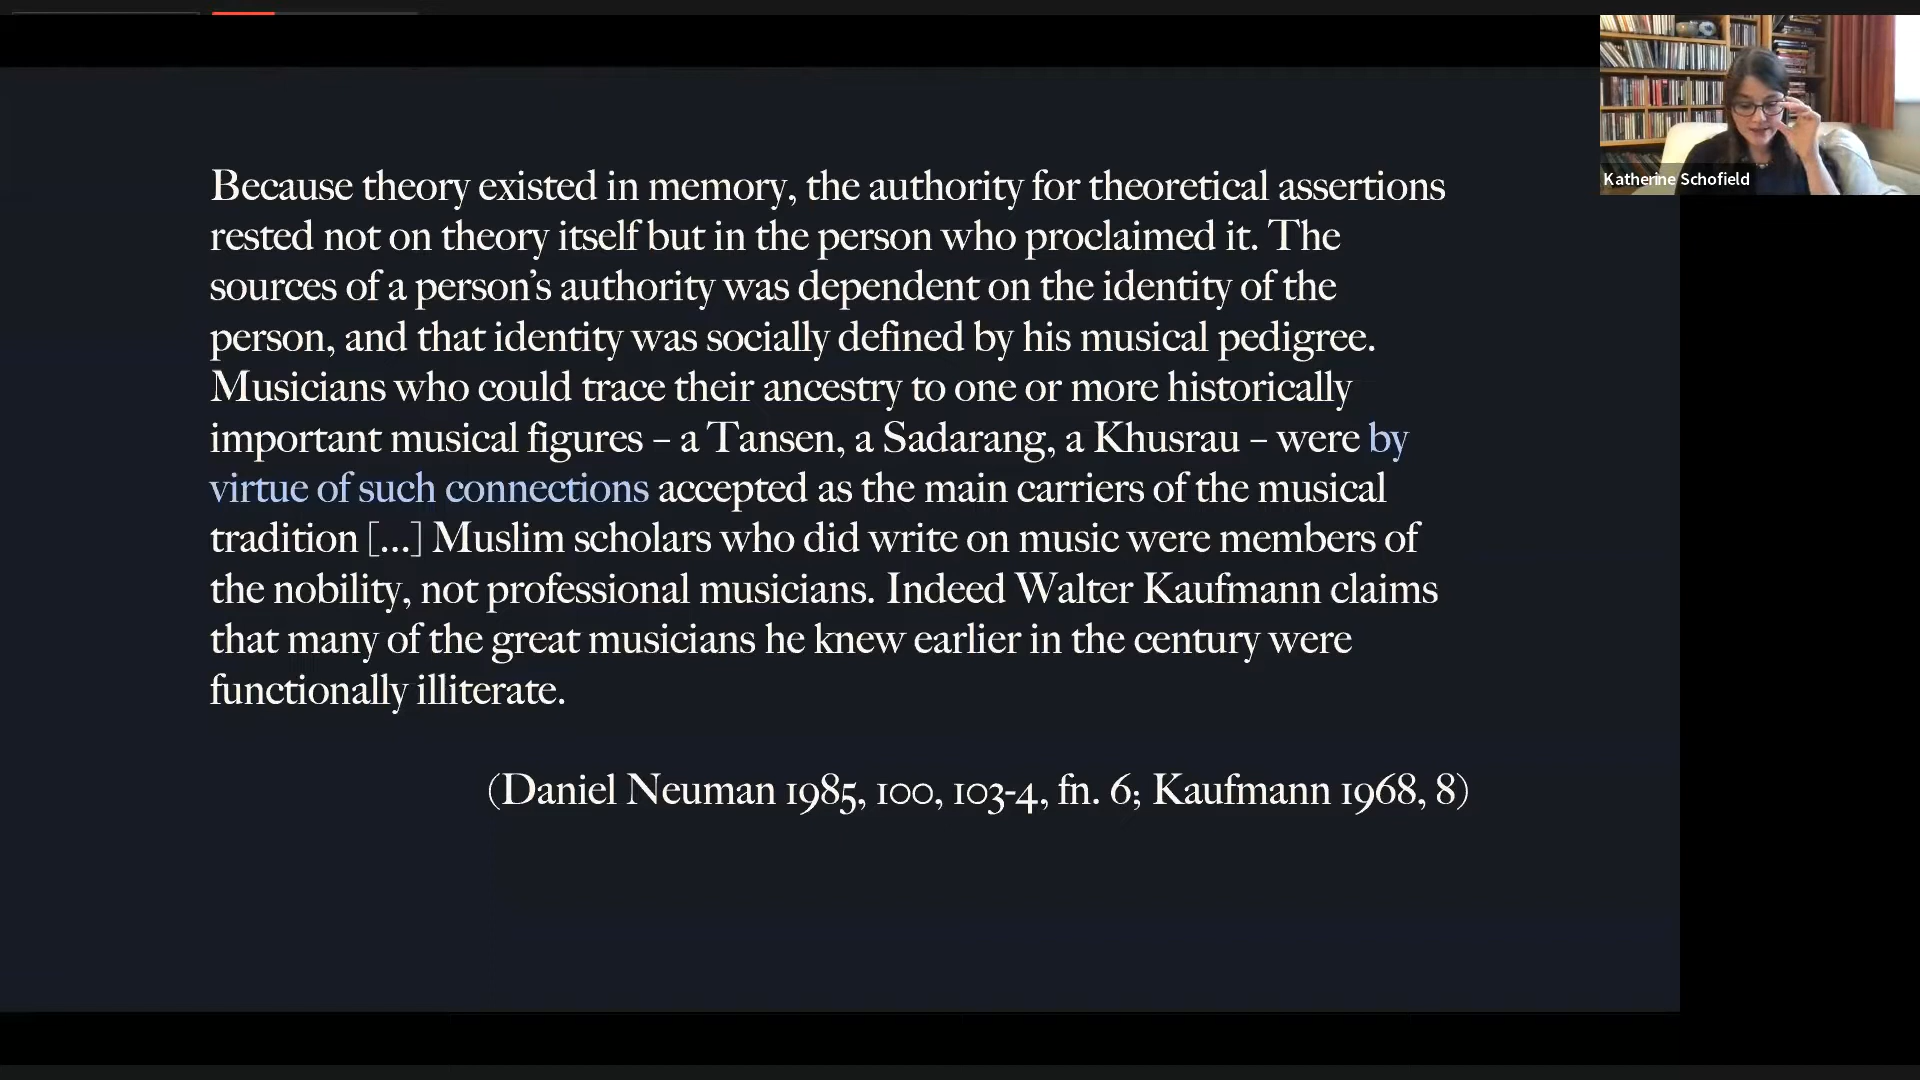 Because theory existed in memory, the authority for theoretical assertions
rested not on theory itself but in the person who proclaimed it. The
sources of a person’s authority was dependent on the identity of the
person, and that identity was socially defined by his musical pedigree.
Musicians who could trace their ancestry to one or more historically
important musical figures – a Tansen, a Sadarang, a Khusrau – were by
virtue of such connections accepted as the main carriers of the musical
tradition [...] Muslim scholars who did write on music were members of
the nobility, not professional musicians. Indeed Walter Kaufmann claims
that many of the great musicians he knew earlier in the century were
functionally illiterate.
(Daniel Neuman 1985, 100, 103-4, fn. 6; Kaufmann 1968, 8)
Katherine Schofield